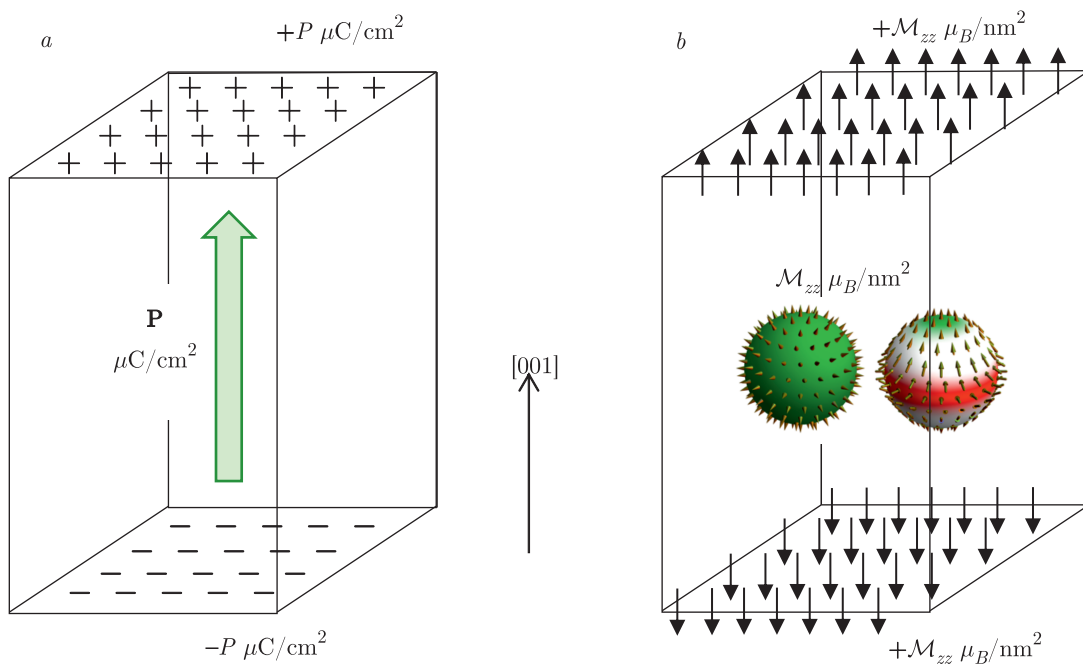 a
+P μC/cm²
+ + + + +
+ + + + +
+ + + + +
+ + + + +
P
μC/cm²
− − − − −
− − − − −
− − − − −
− − − − −
−P μC/cm²
[001]
b
+ℳzz μB/nm²
ℳzz μB/nm²
+ℳzz μB/nm²